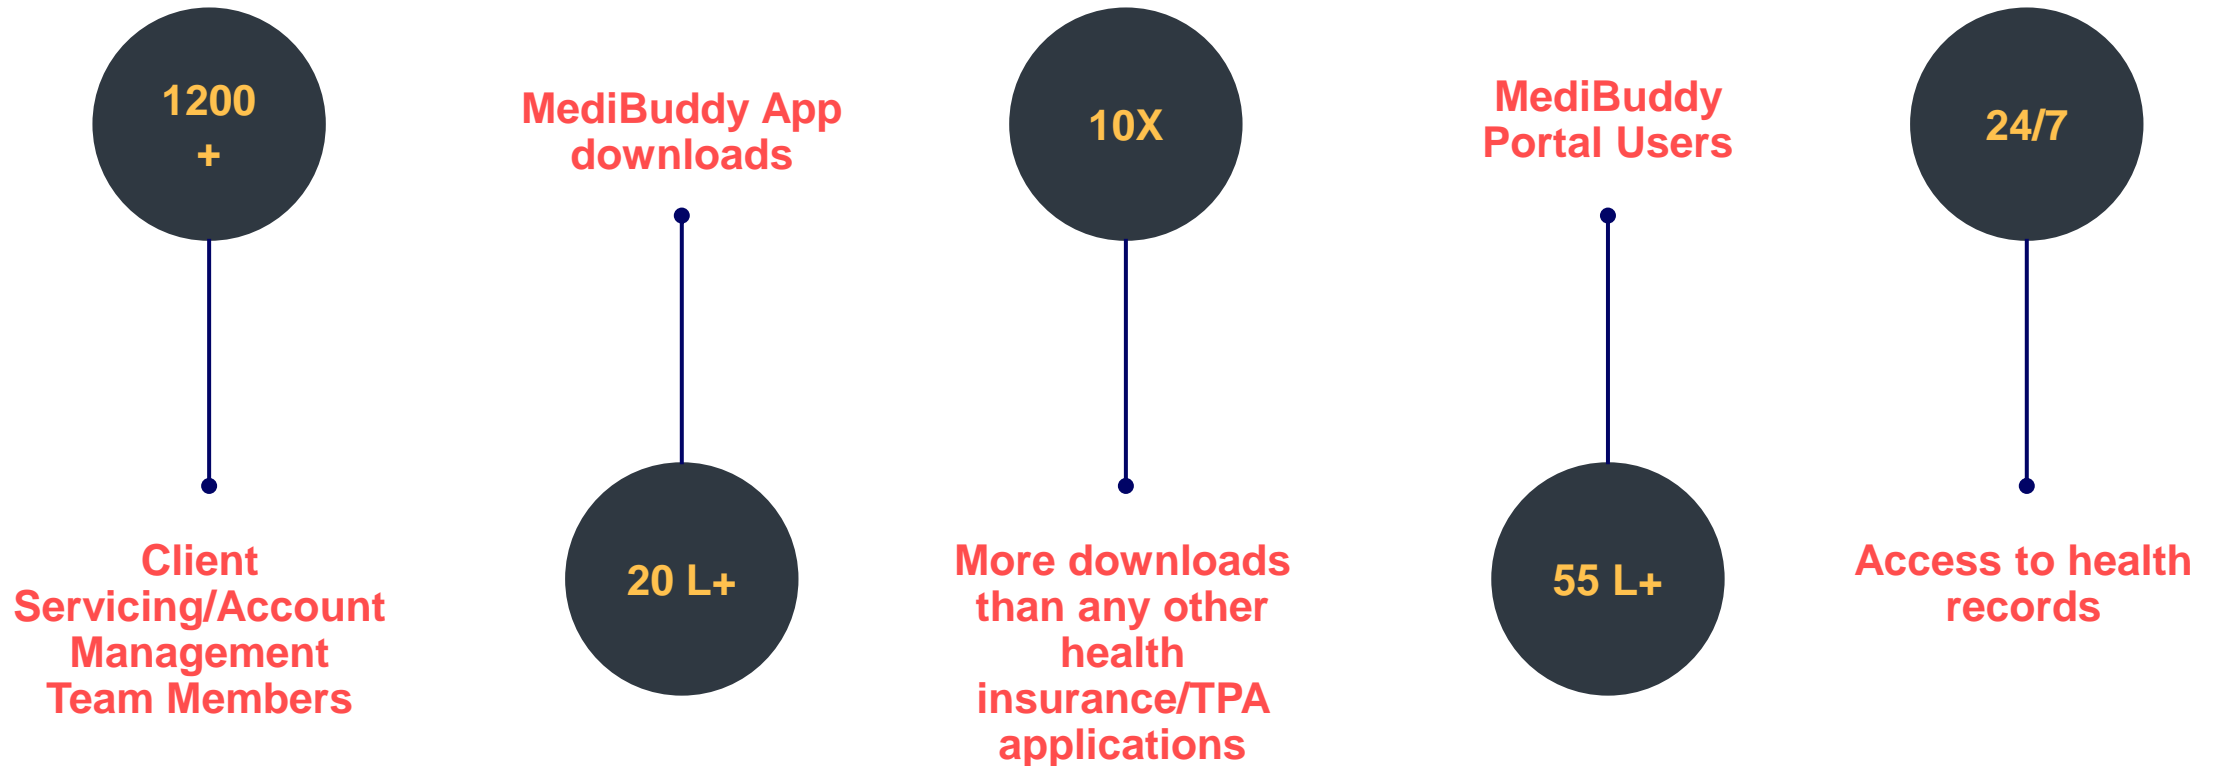 1200
+
Client
Servicing/Account
Management
Team Members
MediBuddy App
downloads
20 L+
10X
More downloads
than any other
health
insurance/TPA
applications
MediBuddy
Portal Users
55 L+
24/7
Access to health
records